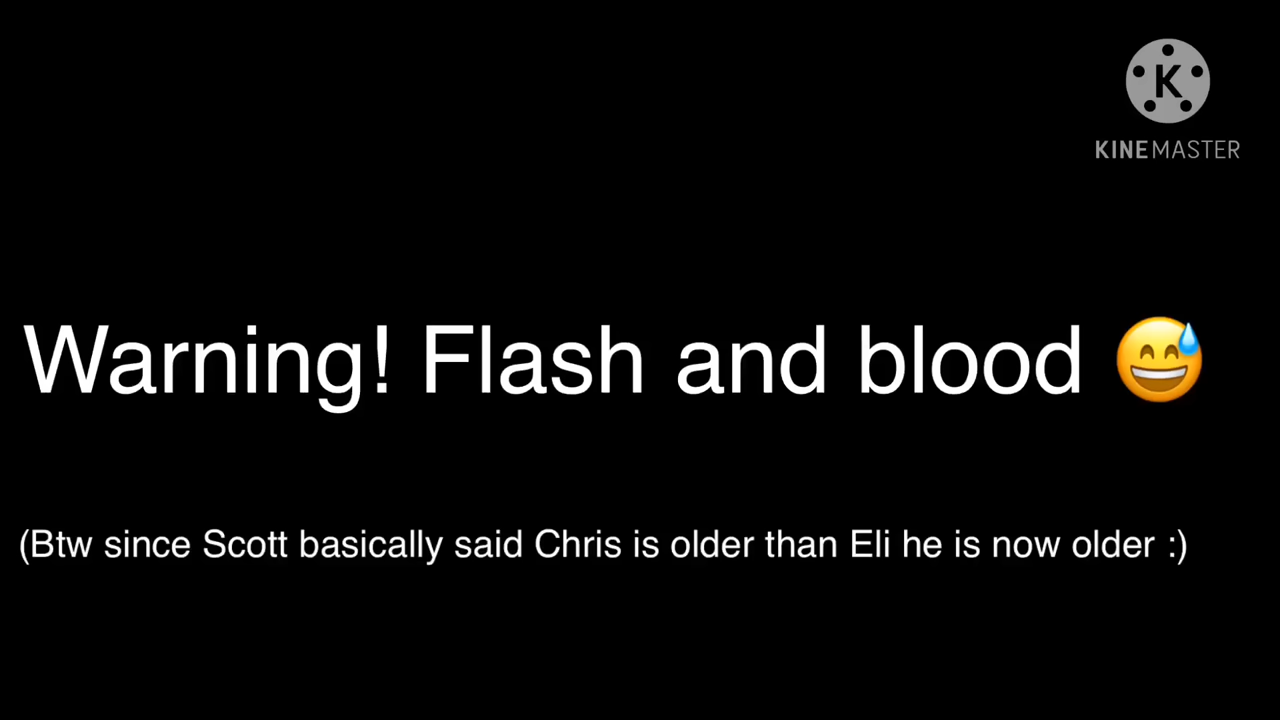 K
KINEMASTER
Warning! Flash and blood 😅
(Btw since Scott basically said Chris is older than Eli he is now older :)